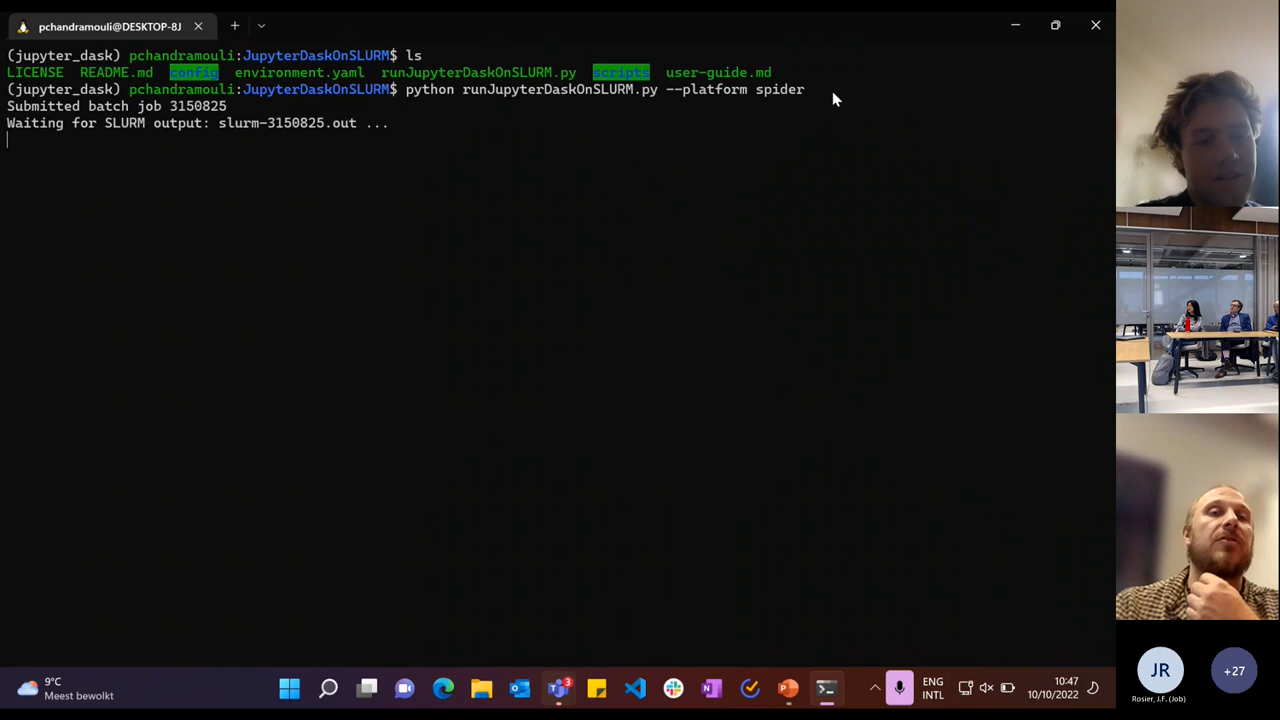 pchandramouli@DESKTOP-8J
(jupyter_dask) pchandramouli:JupyterDaskOnSLURM$ ls
LICENSE README.md config environment.yaml runJupyterDaskOnSLURM.py scripts user-guide.md
(jupyter_dask) pchandramouli:JupyterDaskOnSLURM$ python runJupyterDaskOnSLURM.py --platform spider
Submitted batch job 3150825
Waiting for SLURM output: slurm-3150825.out ...
JR
+27
Rosier, J.F. (Job)
9°C
Meest bewolkt
3
ENG
INTL
10:47
10/10/2022